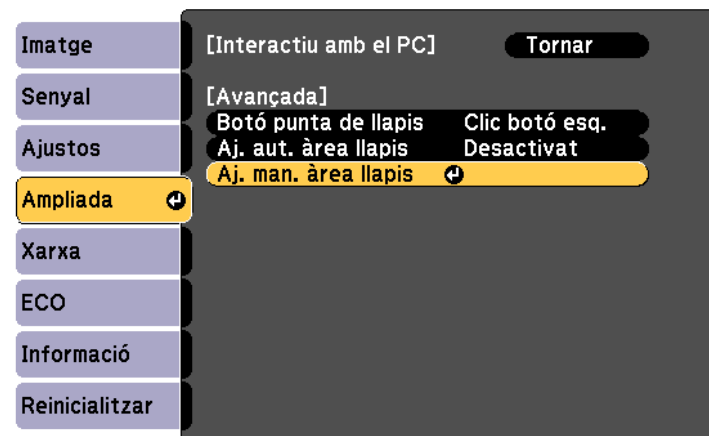 Imatge
Senyal
Ajustos
Ampliada
Xarxa
ECO
Informació
Reinicialitzar
[Interactiu amb el PC] Tornar
[Avançada]
Botó punta de llapis Clic botó esq.
Aj. aut. àrea llapis Desactivat
Aj. man. àrea llapis